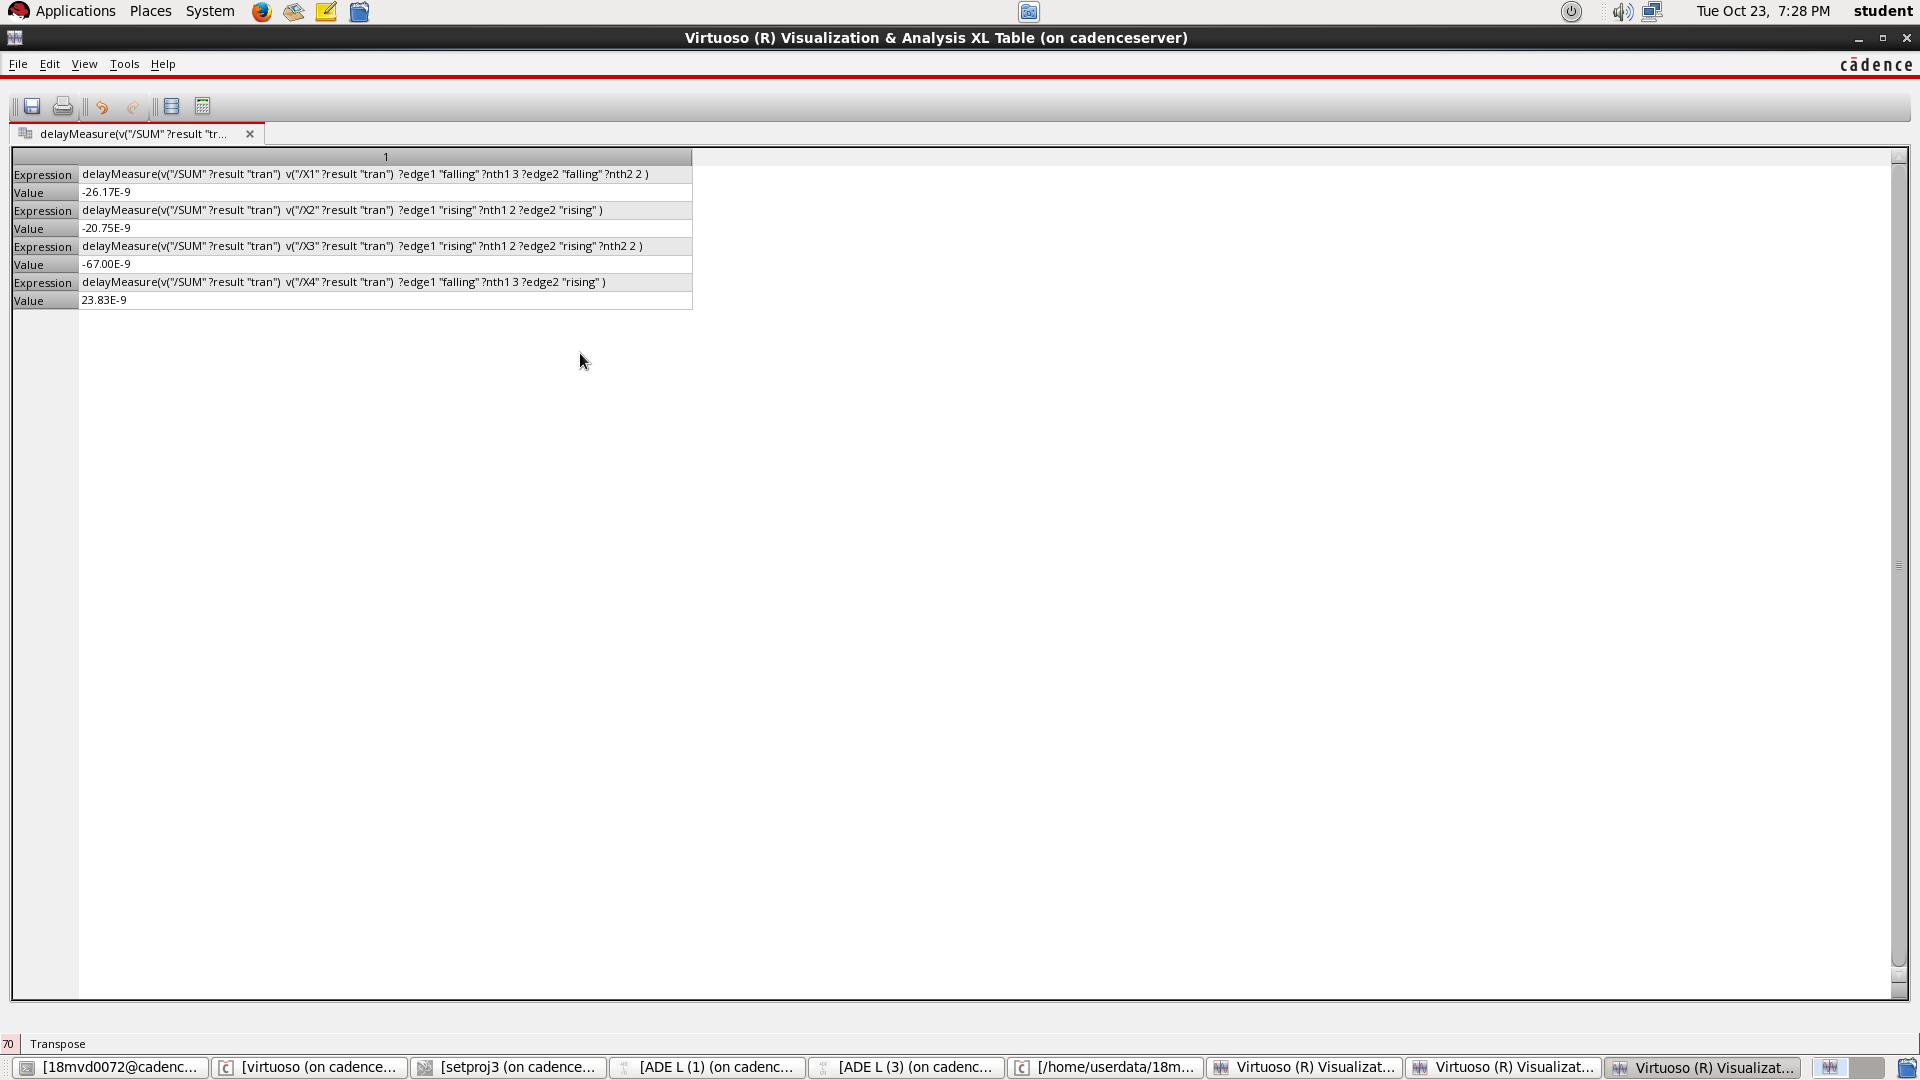 Applications Places System Tue Oct 23, 7:28 PM student
Virtuoso (R) Visualization & Analysis XL Table (on cadenceserver)
File Edit View Tools Help cādence
delayMeasure(v("/SUM" ?result "tr...
1
Expression delayMeasure(v("/SUM" ?result "tran") v("/X1" ?result "tran") ?edge1 "falling" ?nth1 3 ?edge2 "falling" ?nth2 2 )
Value -26.17E-9
Expression delayMeasure(v("/SUM" ?result "tran") v("/X2" ?result "tran") ?edge1 "rising" ?nth1 2 ?edge2 "rising" )
Value -20.75E-9
Expression delayMeasure(v("/SUM" ?result "tran") v("/X3" ?result "tran") ?edge1 "rising" ?nth1 2 ?edge2 "rising" ?nth2 2 )
Value -67.00E-9
Expression delayMeasure(v("/SUM" ?result "tran") v("/X4" ?result "tran") ?edge1 "falling" ?nth1 3 ?edge2 "rising" )
Value 23.83E-9
70 Transpose
[18mvd0072@cadenc... [virtuoso (on cadence... [setproj3 (on cadence... [ADE L (1) (on cadenc... [ADE L (3) (on cadenc... [/home/userdata/18m... Virtuoso (R) Visualizat... Virtuoso (R) Visualizat... Virtuoso (R) Visualizat...